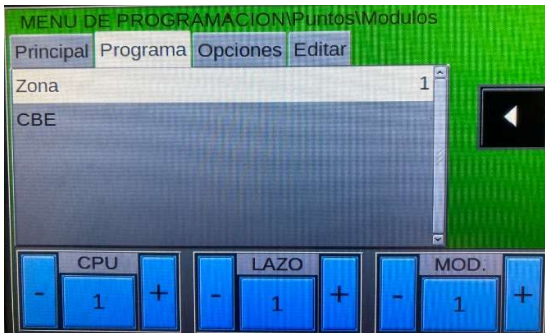 MENU DE PROGRAMACION\Puntos\Modulos
Principal Programa Opciones Editar
Zona 1
CBE
CPU LAZO MOD.
- 1 + - 1 + - 1 +